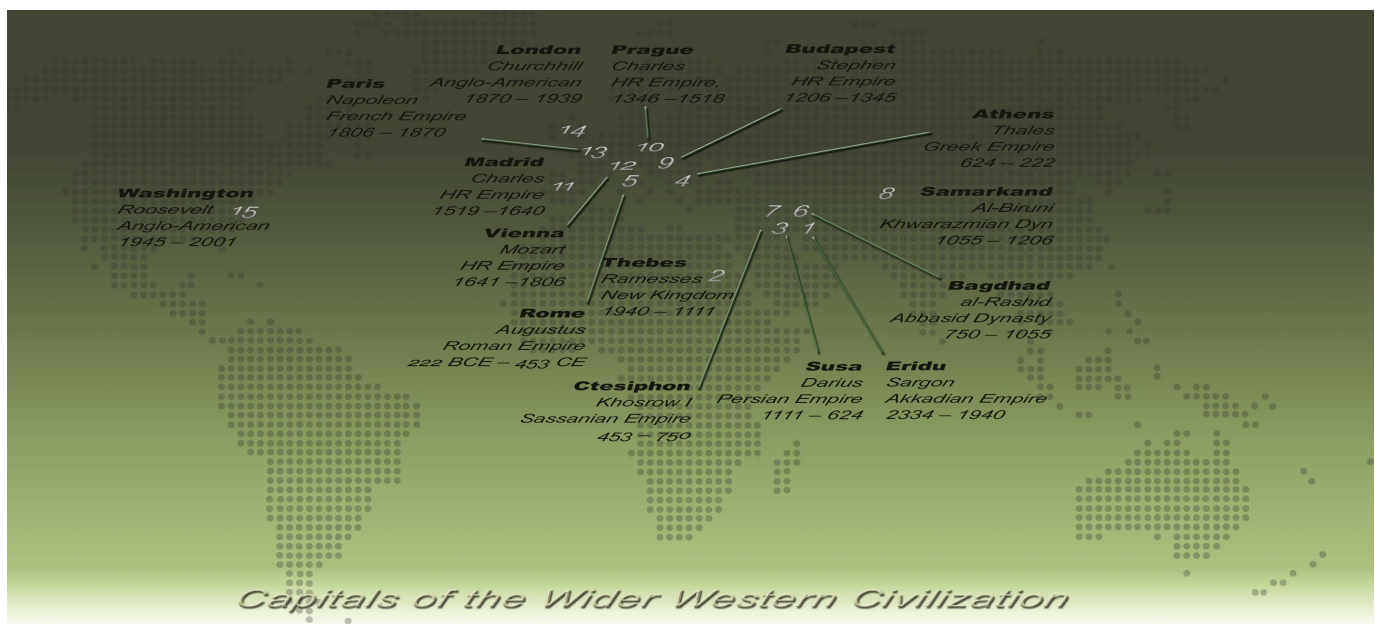 London
Churchhill
Anglo-American
1870 – 1939
Prague
Charles
HR Empire,
1346 –1518
Budapest
Stephen
HR Empire
1206 –1345
Paris
Napoleon
French Empire
1806 – 1870
Athens
Thales
Greek Empire
624 – 222
14
13
10
12
9
5
4
Madrid
Charles
HR Empire
1519 –1640
11
Washington
Roosevelt
Anglo-American
1945 – 2001
15
8
Samarkand
Al-Biruni
Khwarazmian Dyn
1055 – 1206
7
6
3
1
Vienna
Mozart
HR Empire
1641 –1806
Thebes
Ramesses
New Kingdom
1940 – 1111
2
Bagdhad
al-Rashid
Abbasid Dynasty
750 – 1055
Rome
Augustus
Roman Empire
222 BCE – 453 CE
Susa
Darius
Persian Empire
1111 – 624
Eridu
Sargon
Akkadian Empire
2334 – 1940
Ctesiphon
Khosrow I
Sassanian Empire
453 – 750
Capitals of the Wider Western Civilization